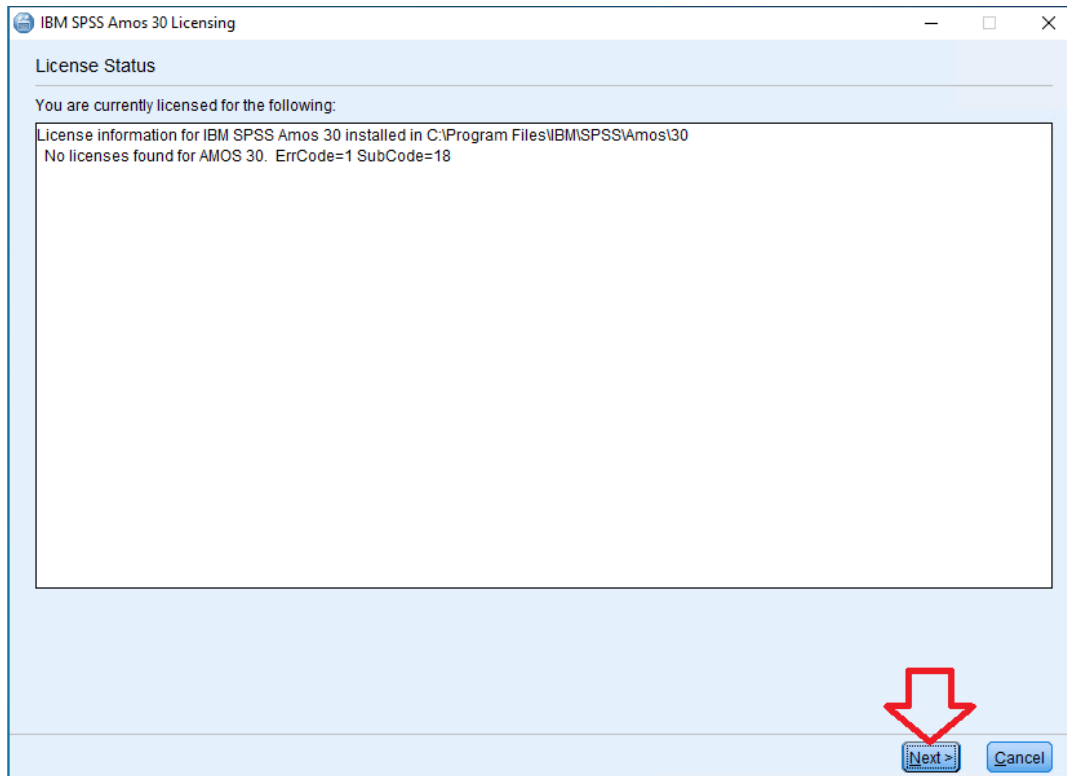 IBM SPSS Amos 30 Licensing
License Status
You are currently licensed for the following:
License information for IBM SPSS Amos 30 installed in C:\Program Files\IBM\SPSS\Amos\30
No licenses found for AMOS 30.  ErrCode=1 SubCode=18
Next >
Cancel